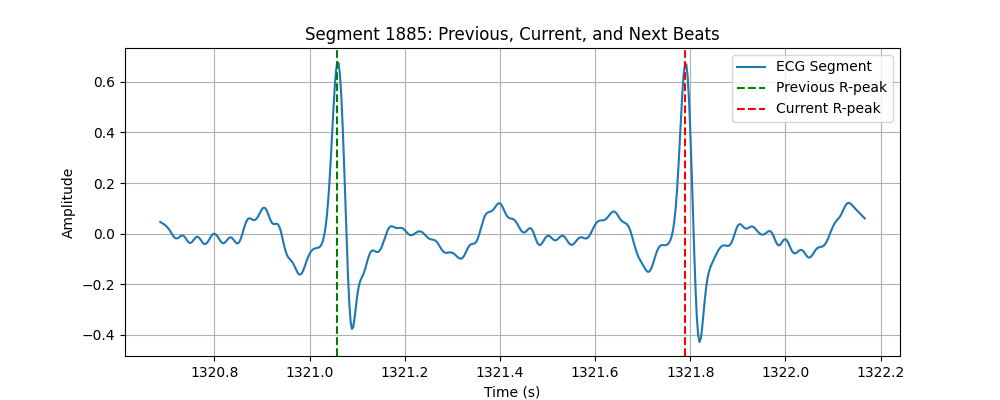 Segment 1885: Previous, Current, and Next Beats
ECG Segment
Previous R-peak
Current R-peak
Amplitude
0.6
0.4
0.2
0.0
−0.2
−0.4
1320.8 1321.0 1321.2 1321.4 1321.6 1321.8 1322.0 1322.2
Time (s)